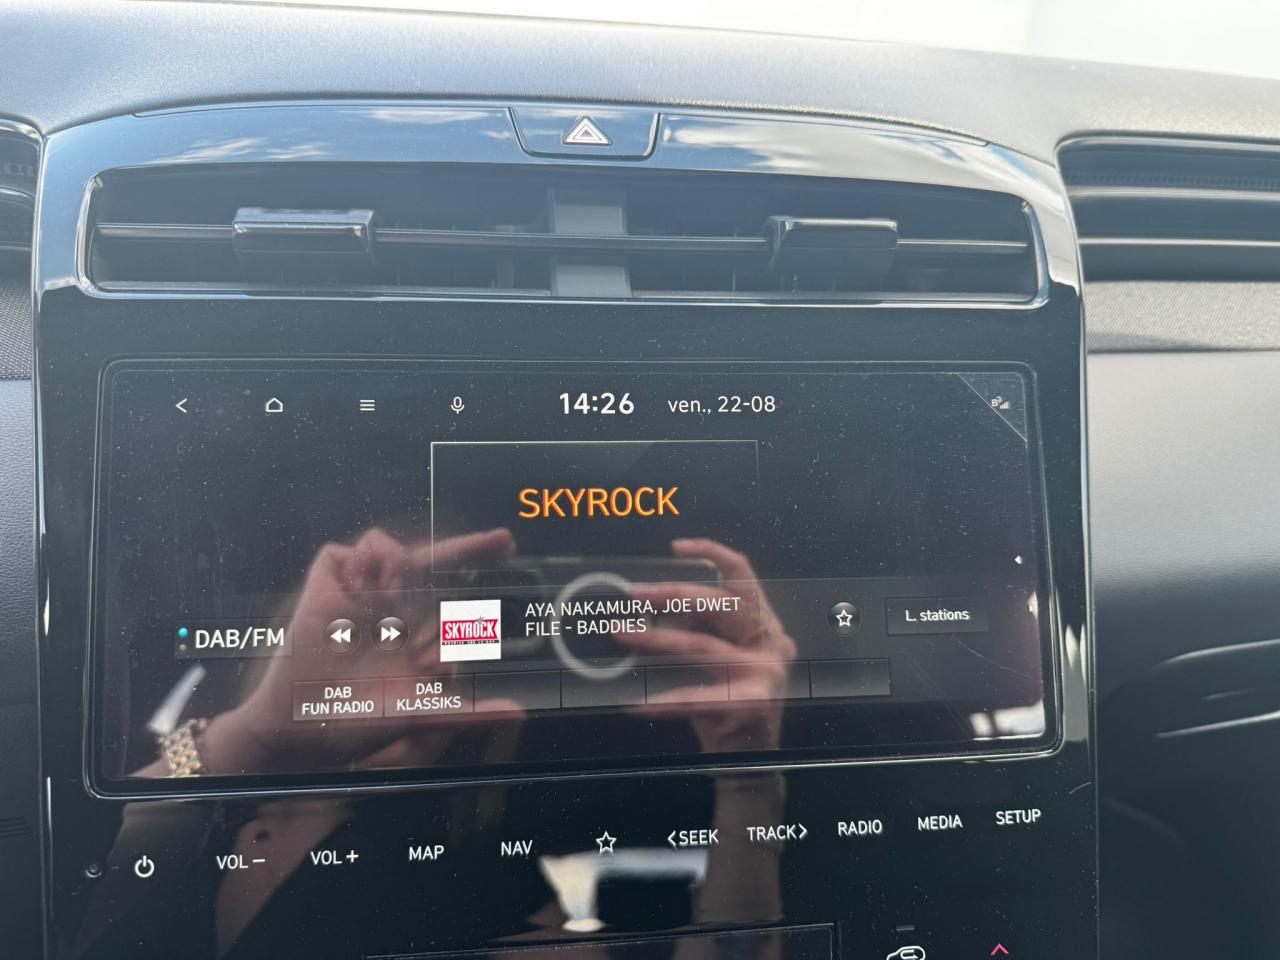 14:26 ven., 22-08
SKYROCK
DAB/FM
SKYROCK
AYA NAKAMURA, JOE DWET
FILE - BADDIES
L. stations
DAB
FUN RADIO
DAB
KLASSIKS
VOL− VOL+ MAP NAV <SEEK TRACK> RADIO MEDIA SETUP